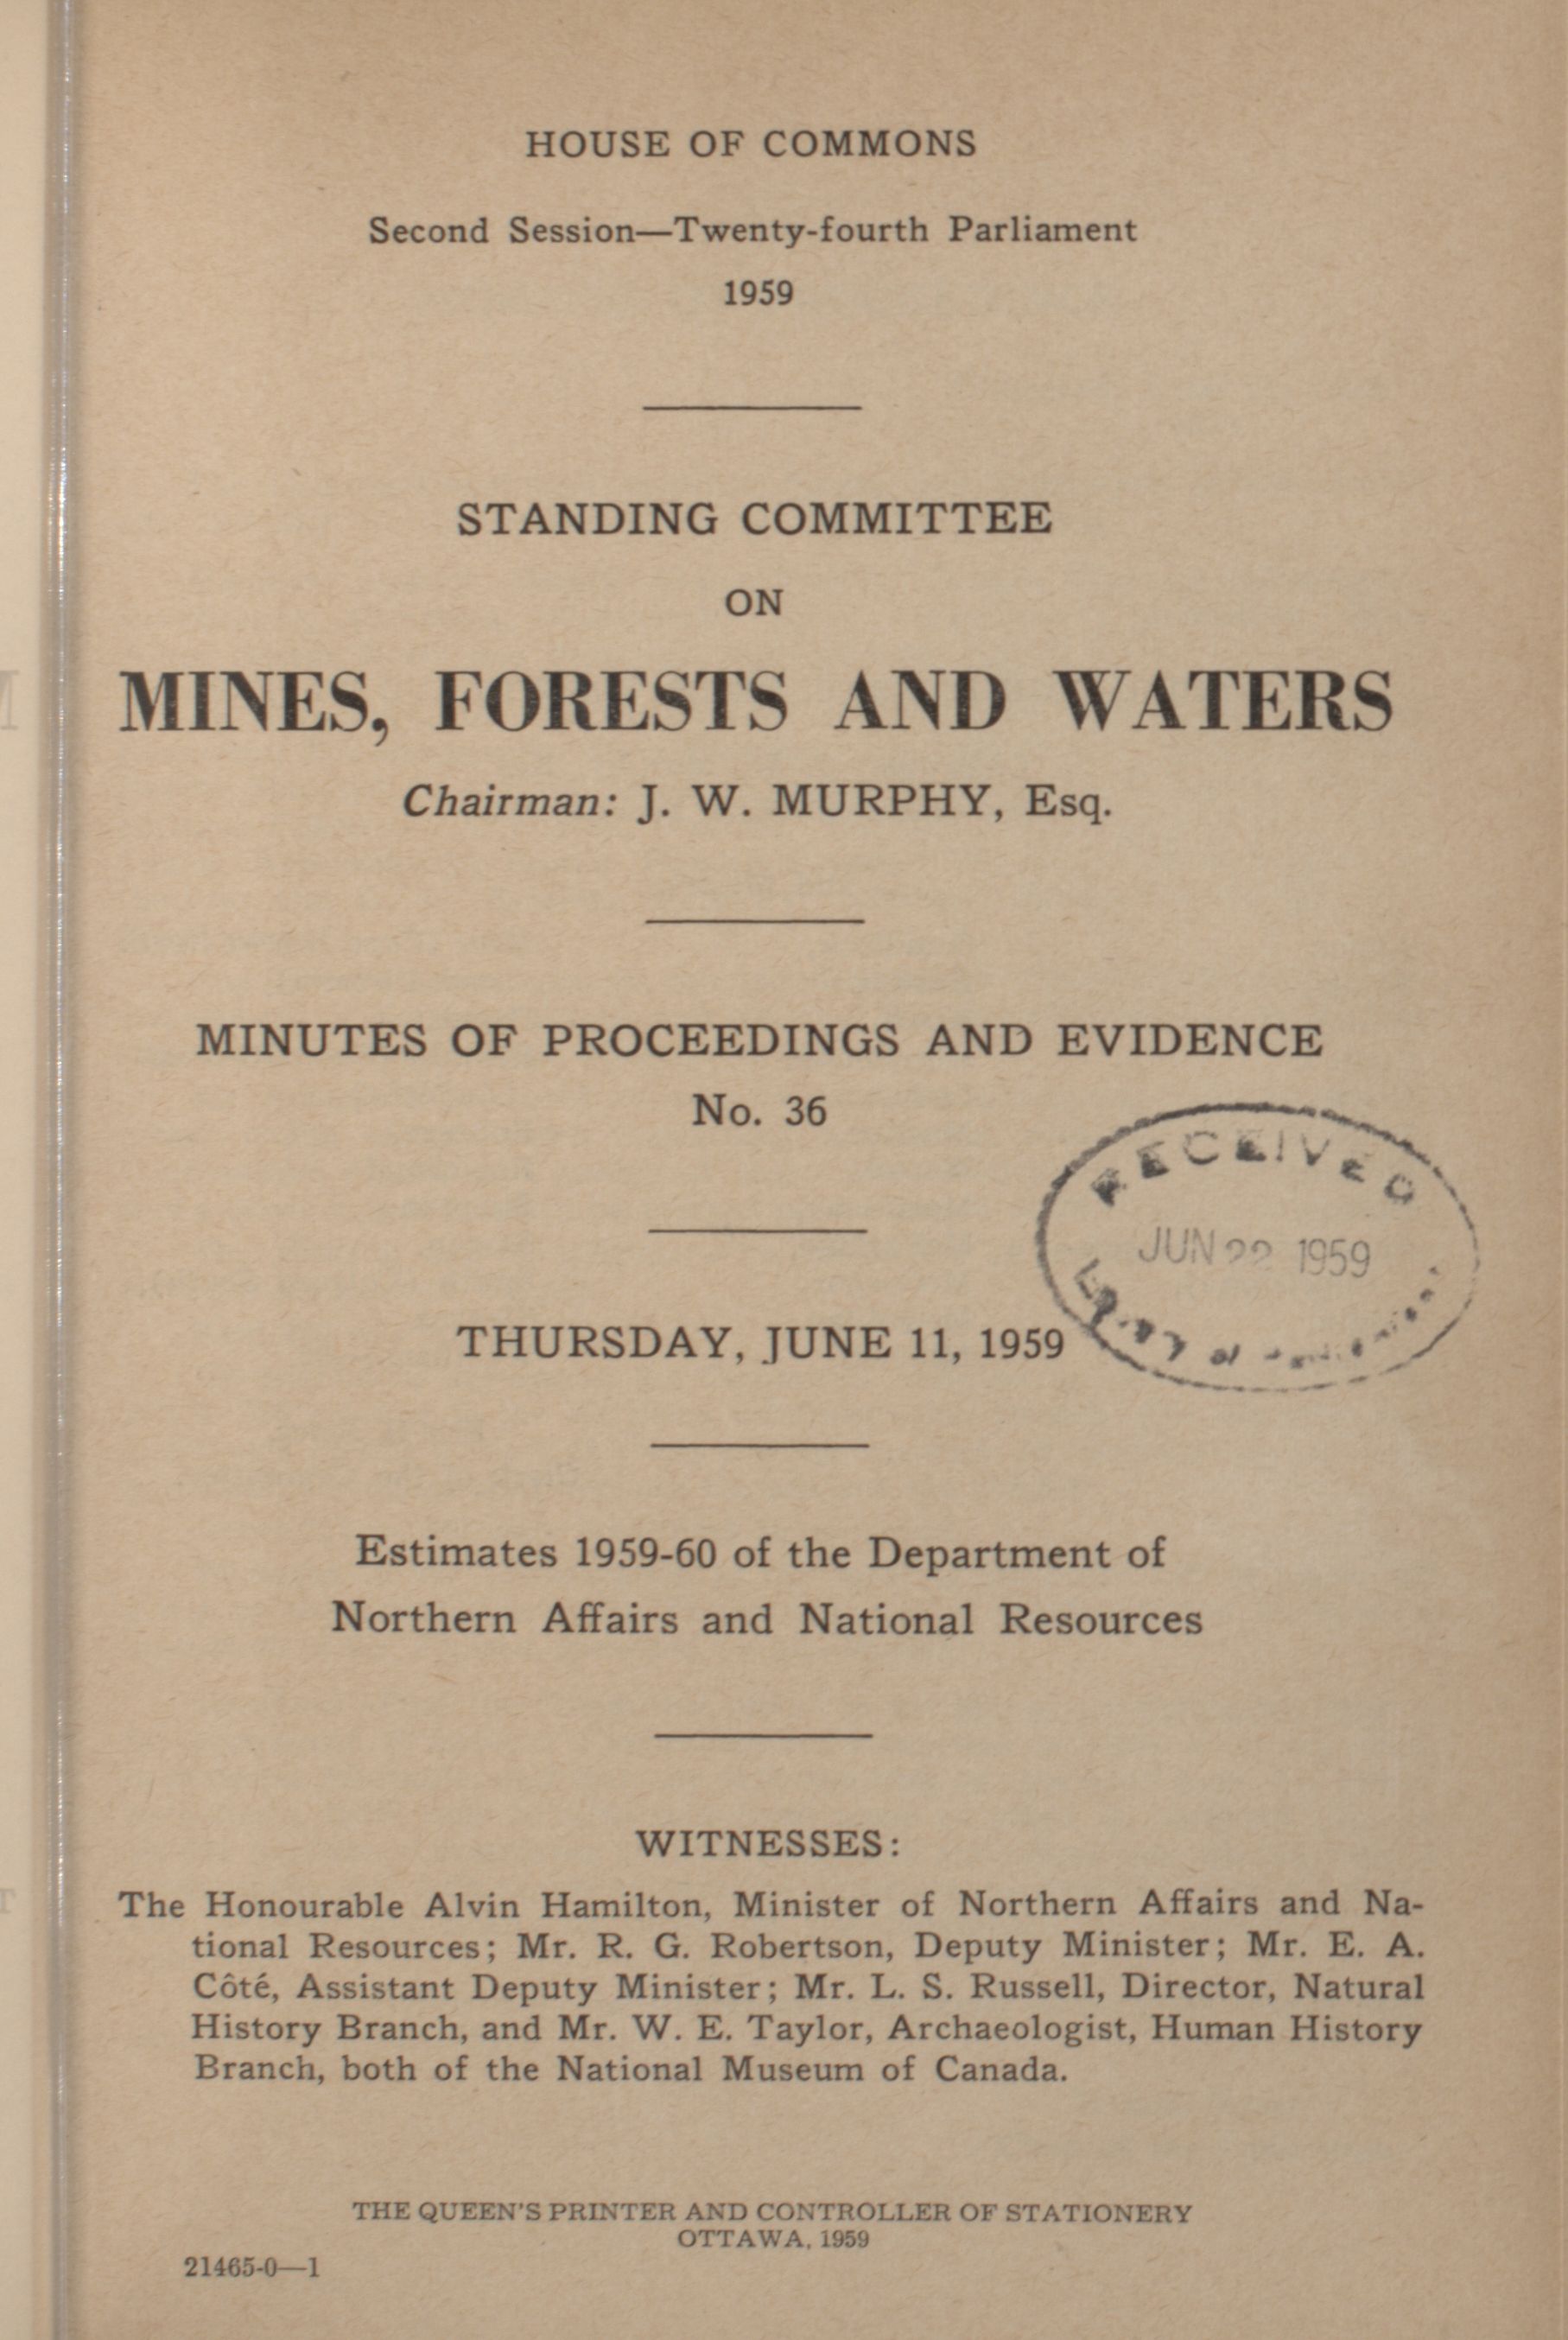 HOUSE OF COMMONS
Second Session—Twenty-fourth Parliament
1959
STANDING COMMITTEE
ON
MINES, FORESTS AND WATERS
Chairman: J. W. MURPHY, Esq.
MINUTES OF PROCEEDINGS AND EVIDENCE
No. 36
RECEIVED
JUN 22 1959
THURSDAY, JUNE 11, 1959
Estimates 1959-60 of the Department of
Northern Affairs and National Resources
WITNESSES:
The Honourable Alvin Hamilton, Minister of Northern Affairs and Na-
tional Resources; Mr. R. G. Robertson, Deputy Minister; Mr. E. A.
Côté, Assistant Deputy Minister; Mr. L. S. Russell, Director, Natural
History Branch, and Mr. W. E. Taylor, Archaeologist, Human History
Branch, both of the National Museum of Canada.
THE QUEEN'S PRINTER AND CONTROLLER OF STATIONERY
OTTAWA, 1959
21465-0—1